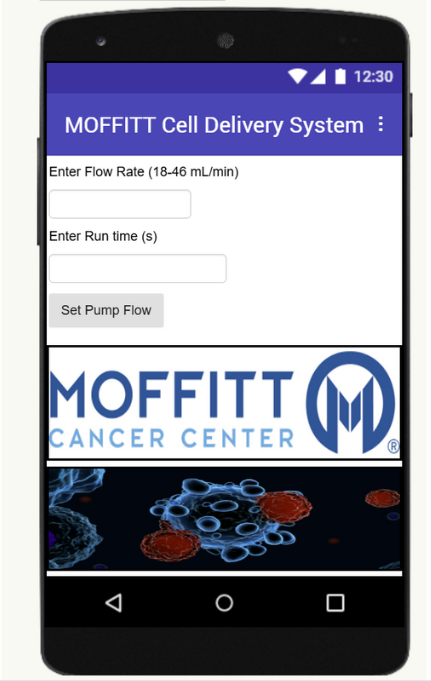 12:30
MOFFITT Cell Delivery System
Enter Flow Rate (18-46 mL/min)
Enter Run time (s)
Set Pump Flow
MOFFITT
CANCER CENTER
M
®